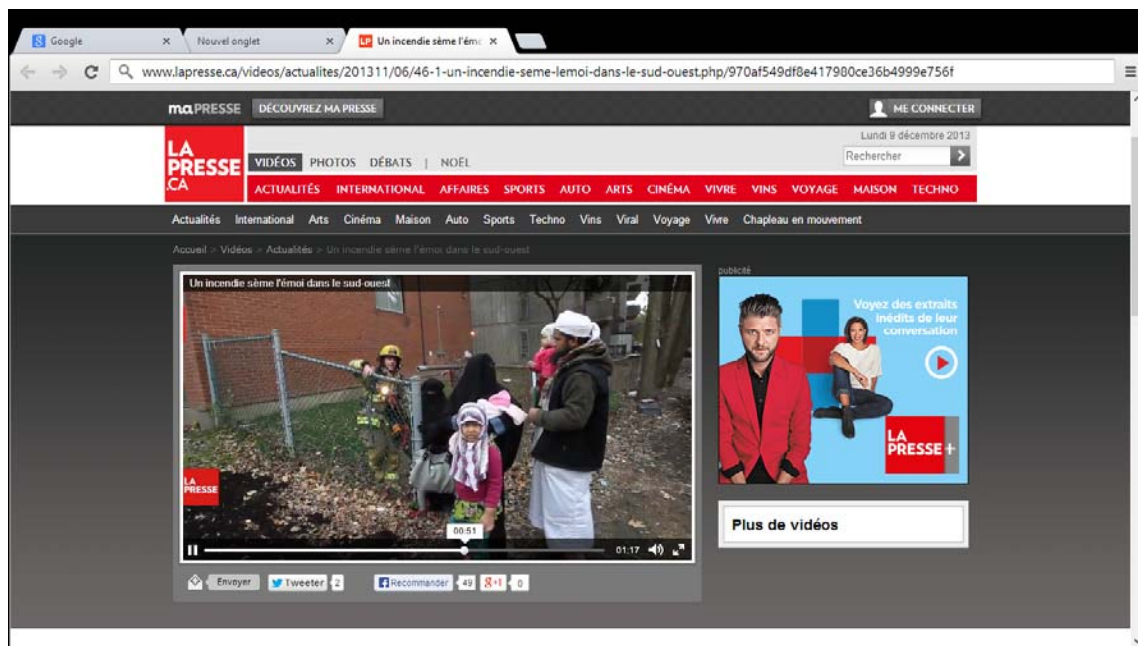 Google
Nouvel onglet
Un incendie sème l'émo
www.lapresse.ca/videos/actualites/201311/06/46-1-un-incendie-seme-lemoi-dans-le-sud-ouest.php/970af549df8e417980ce36b4999e756f
ma PRESSE DÉCOUVREZ MA PRESSE ME CONNECTER
Lundi 9 décembre 2013
LA PRESSE .CA
VIDÉOS PHOTOS DÉBATS | NOËL
Rechercher
ACTUALITÉS INTERNATIONAL AFFAIRES SPORTS AUTO ARTS CINÉMA VIVRE VINS VOYAGE MAISON TECHNO
Actualités International Arts Cinéma Maison Auto Sports Techno Vins Viral Voyage Vivre Chapleau en mouvement
Accueil > Vidéos > Actualités > Un incendie sème l'émoi dans le sud-ouest
Un incendie sème l'émoi dans le sud-ouest
LA
PRESSE
00:51
01:17
Envoyer Tweeter 2 Recommander 49 g+1 0
publicité
Voyez des extraits
inédits de leur
conversation
LA
PRESSE+
Plus de vidéos